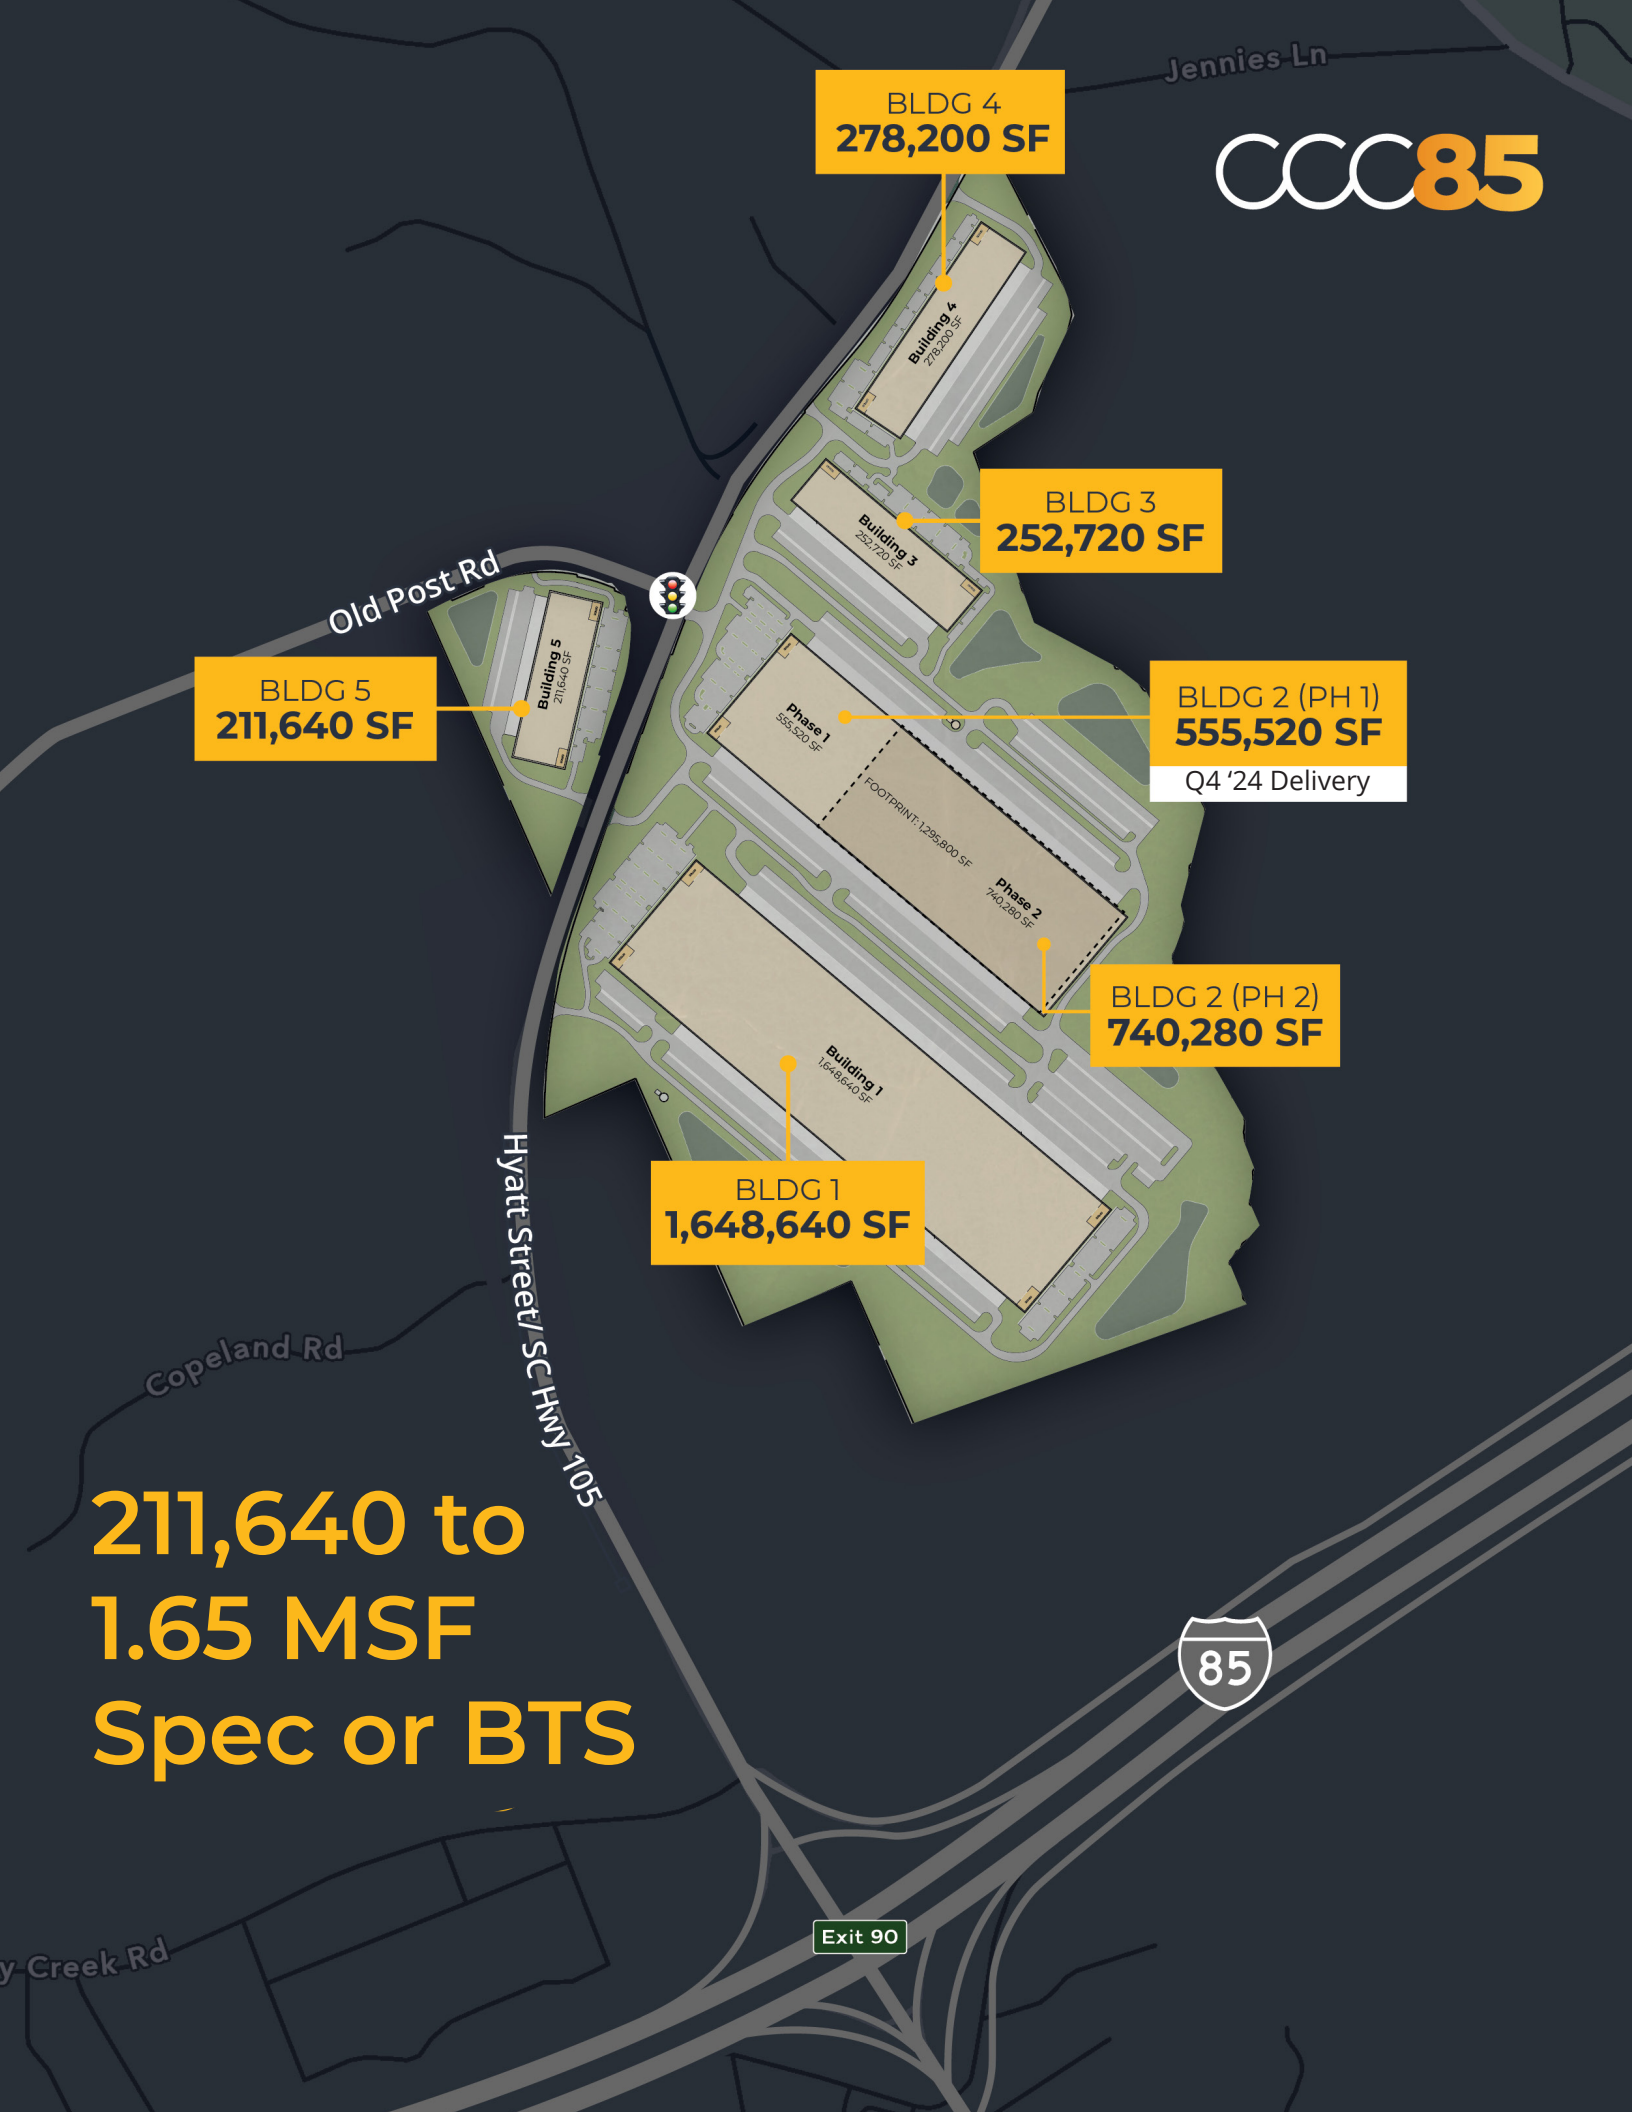 Jennies Ln
BLDG 4
278,200 SF
CCC85
Building 4
278,200 SF
BLDG 3
252,720 SF
Building 3
252,720 SF
Old Post Rd
BLDG 5
211,640 SF
Building 5
211,640 SF
BLDG 2 (PH 1)
555,520 SF
Q4 ‘24 Delivery
Phase 1
555,520 SF
FOOTPRINT: 1,295,800 SF
Phase 2
740,280 SF
BLDG 2 (PH 2)
740,280 SF
Building 1
1,648,640 SF
BLDG 1
1,648,640 SF
Hyatt Street/ SC Hwy 105
Copeland Rd
211,640 to
1.65 MSF
Spec or BTS
85
Exit 90
y Creek Rd